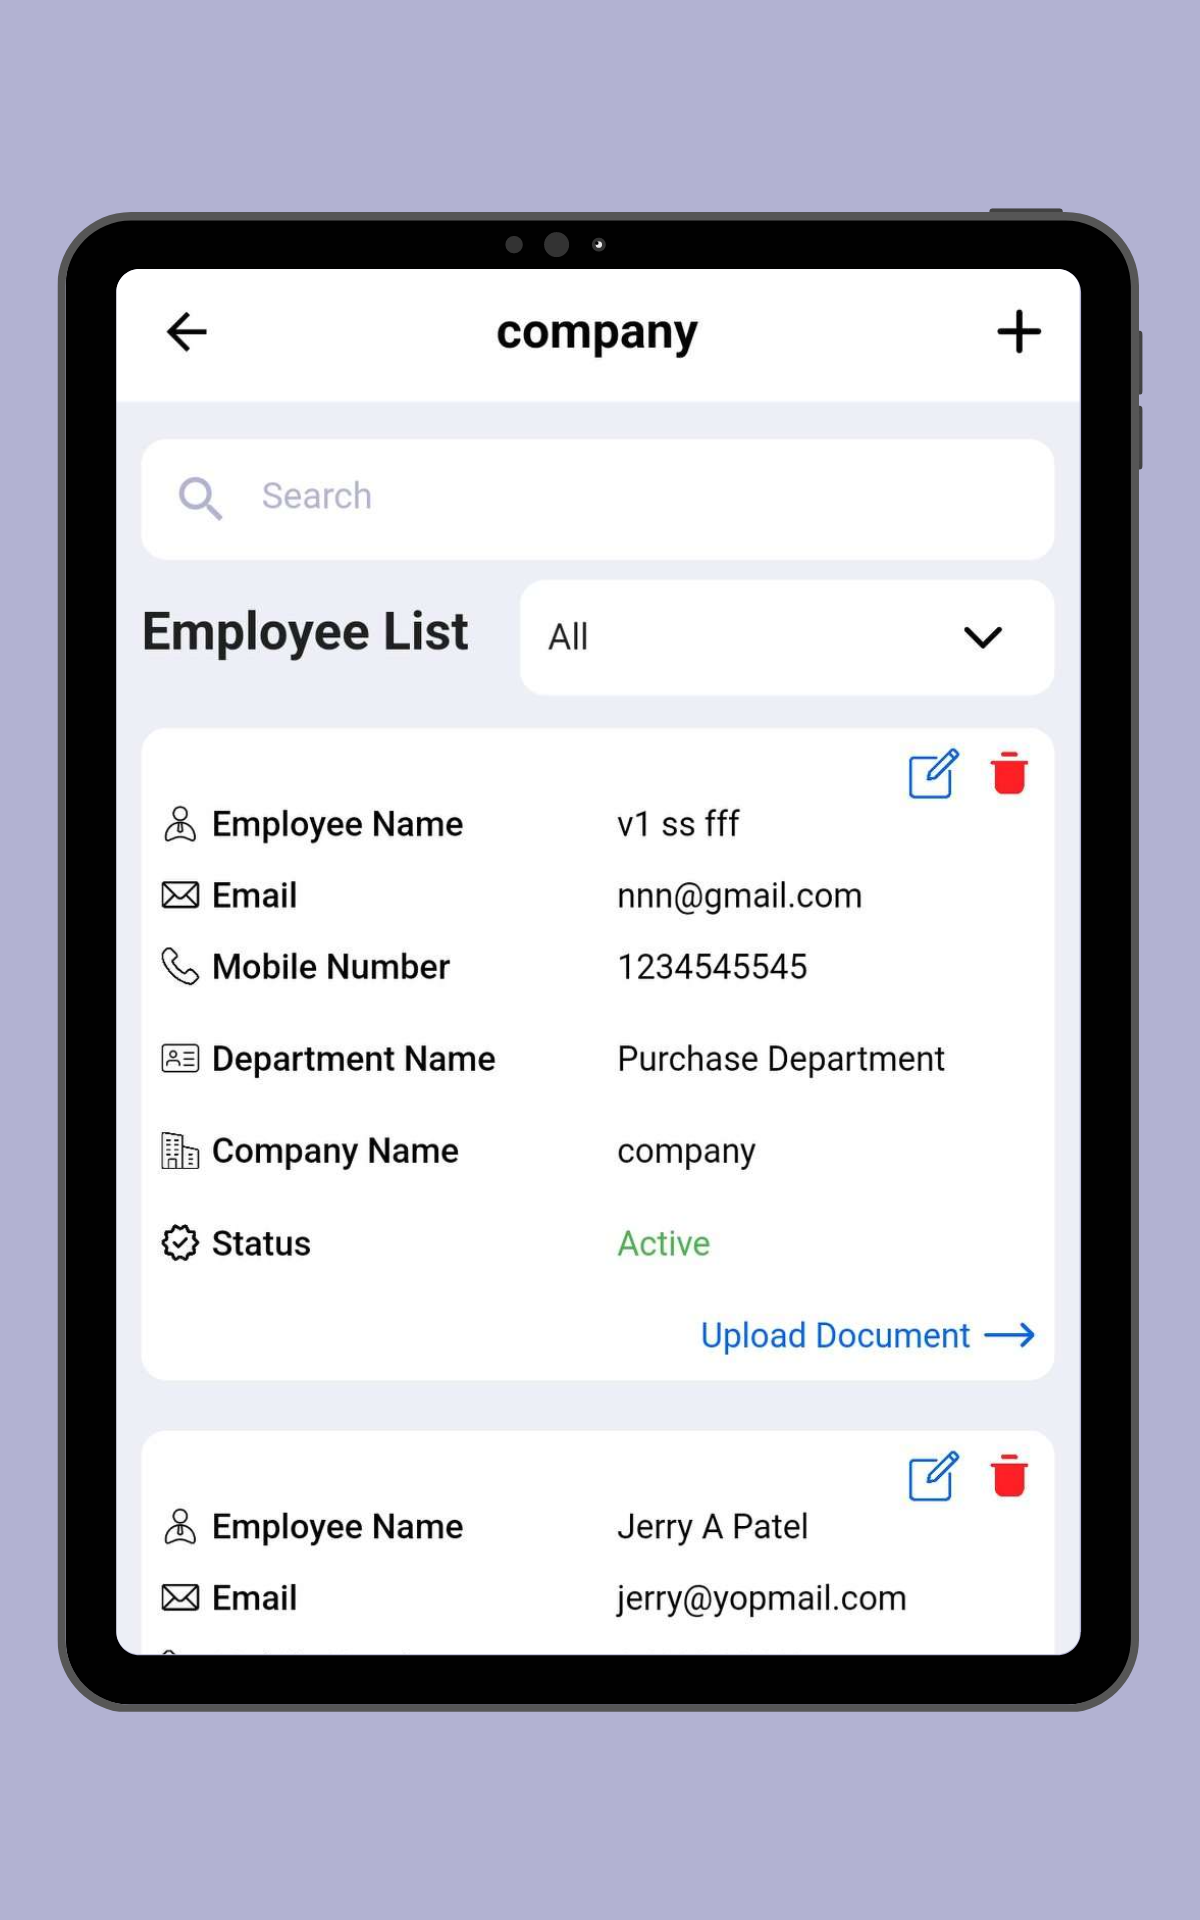 company
Search
Employee List
All
Employee Name v1 ss fff
Email nnn@gmail.com
Mobile Number 1234545545
Department Name Purchase Department
Company Name company
Status Active
Upload Document
Employee Name Jerry A Patel
Email jerry@yopmail.com